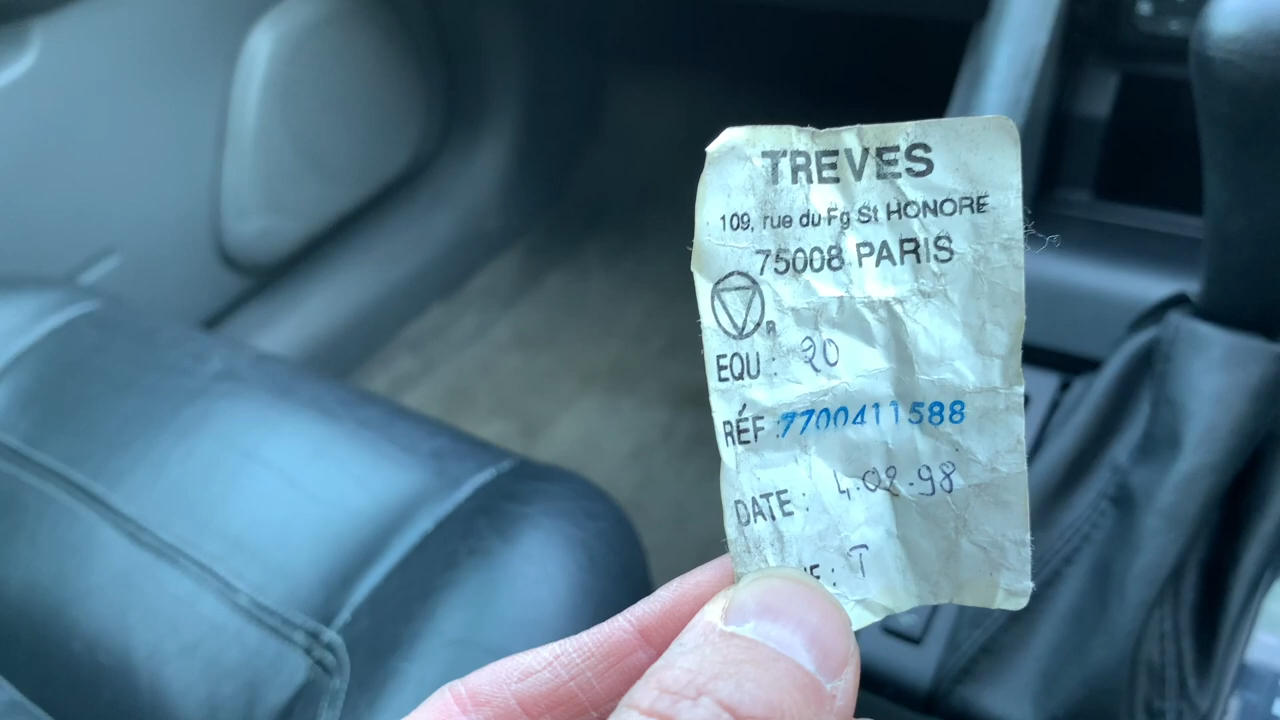 TREVES
109, rue du Fg St HONORE
75008 PARIS
R
EQU : 20
RÉF : 7700411588
DATE : 4.02.98
: T